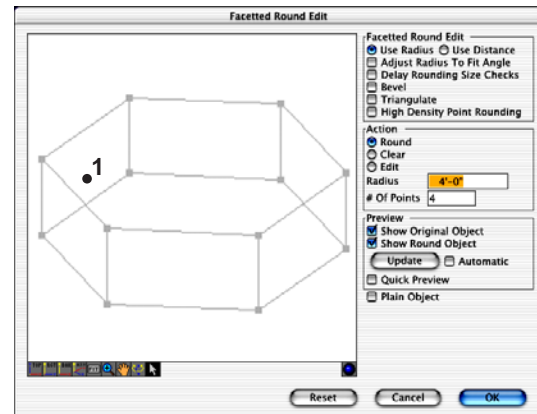 Facetted Round Edit
1
Facetted Round Edit
Use Radius Use Distance
Adjust Radius To Fit Angle
Delay Rounding Size Checks
Bevel
Triangulate
High Density Point Rounding
Action
Round
Clear
Edit
Radius 4'-0"
# Of Points 4
Preview
Show Original Object
Show Round Object
Update Automatic
Quick Preview
Plain Object
Reset Cancel OK